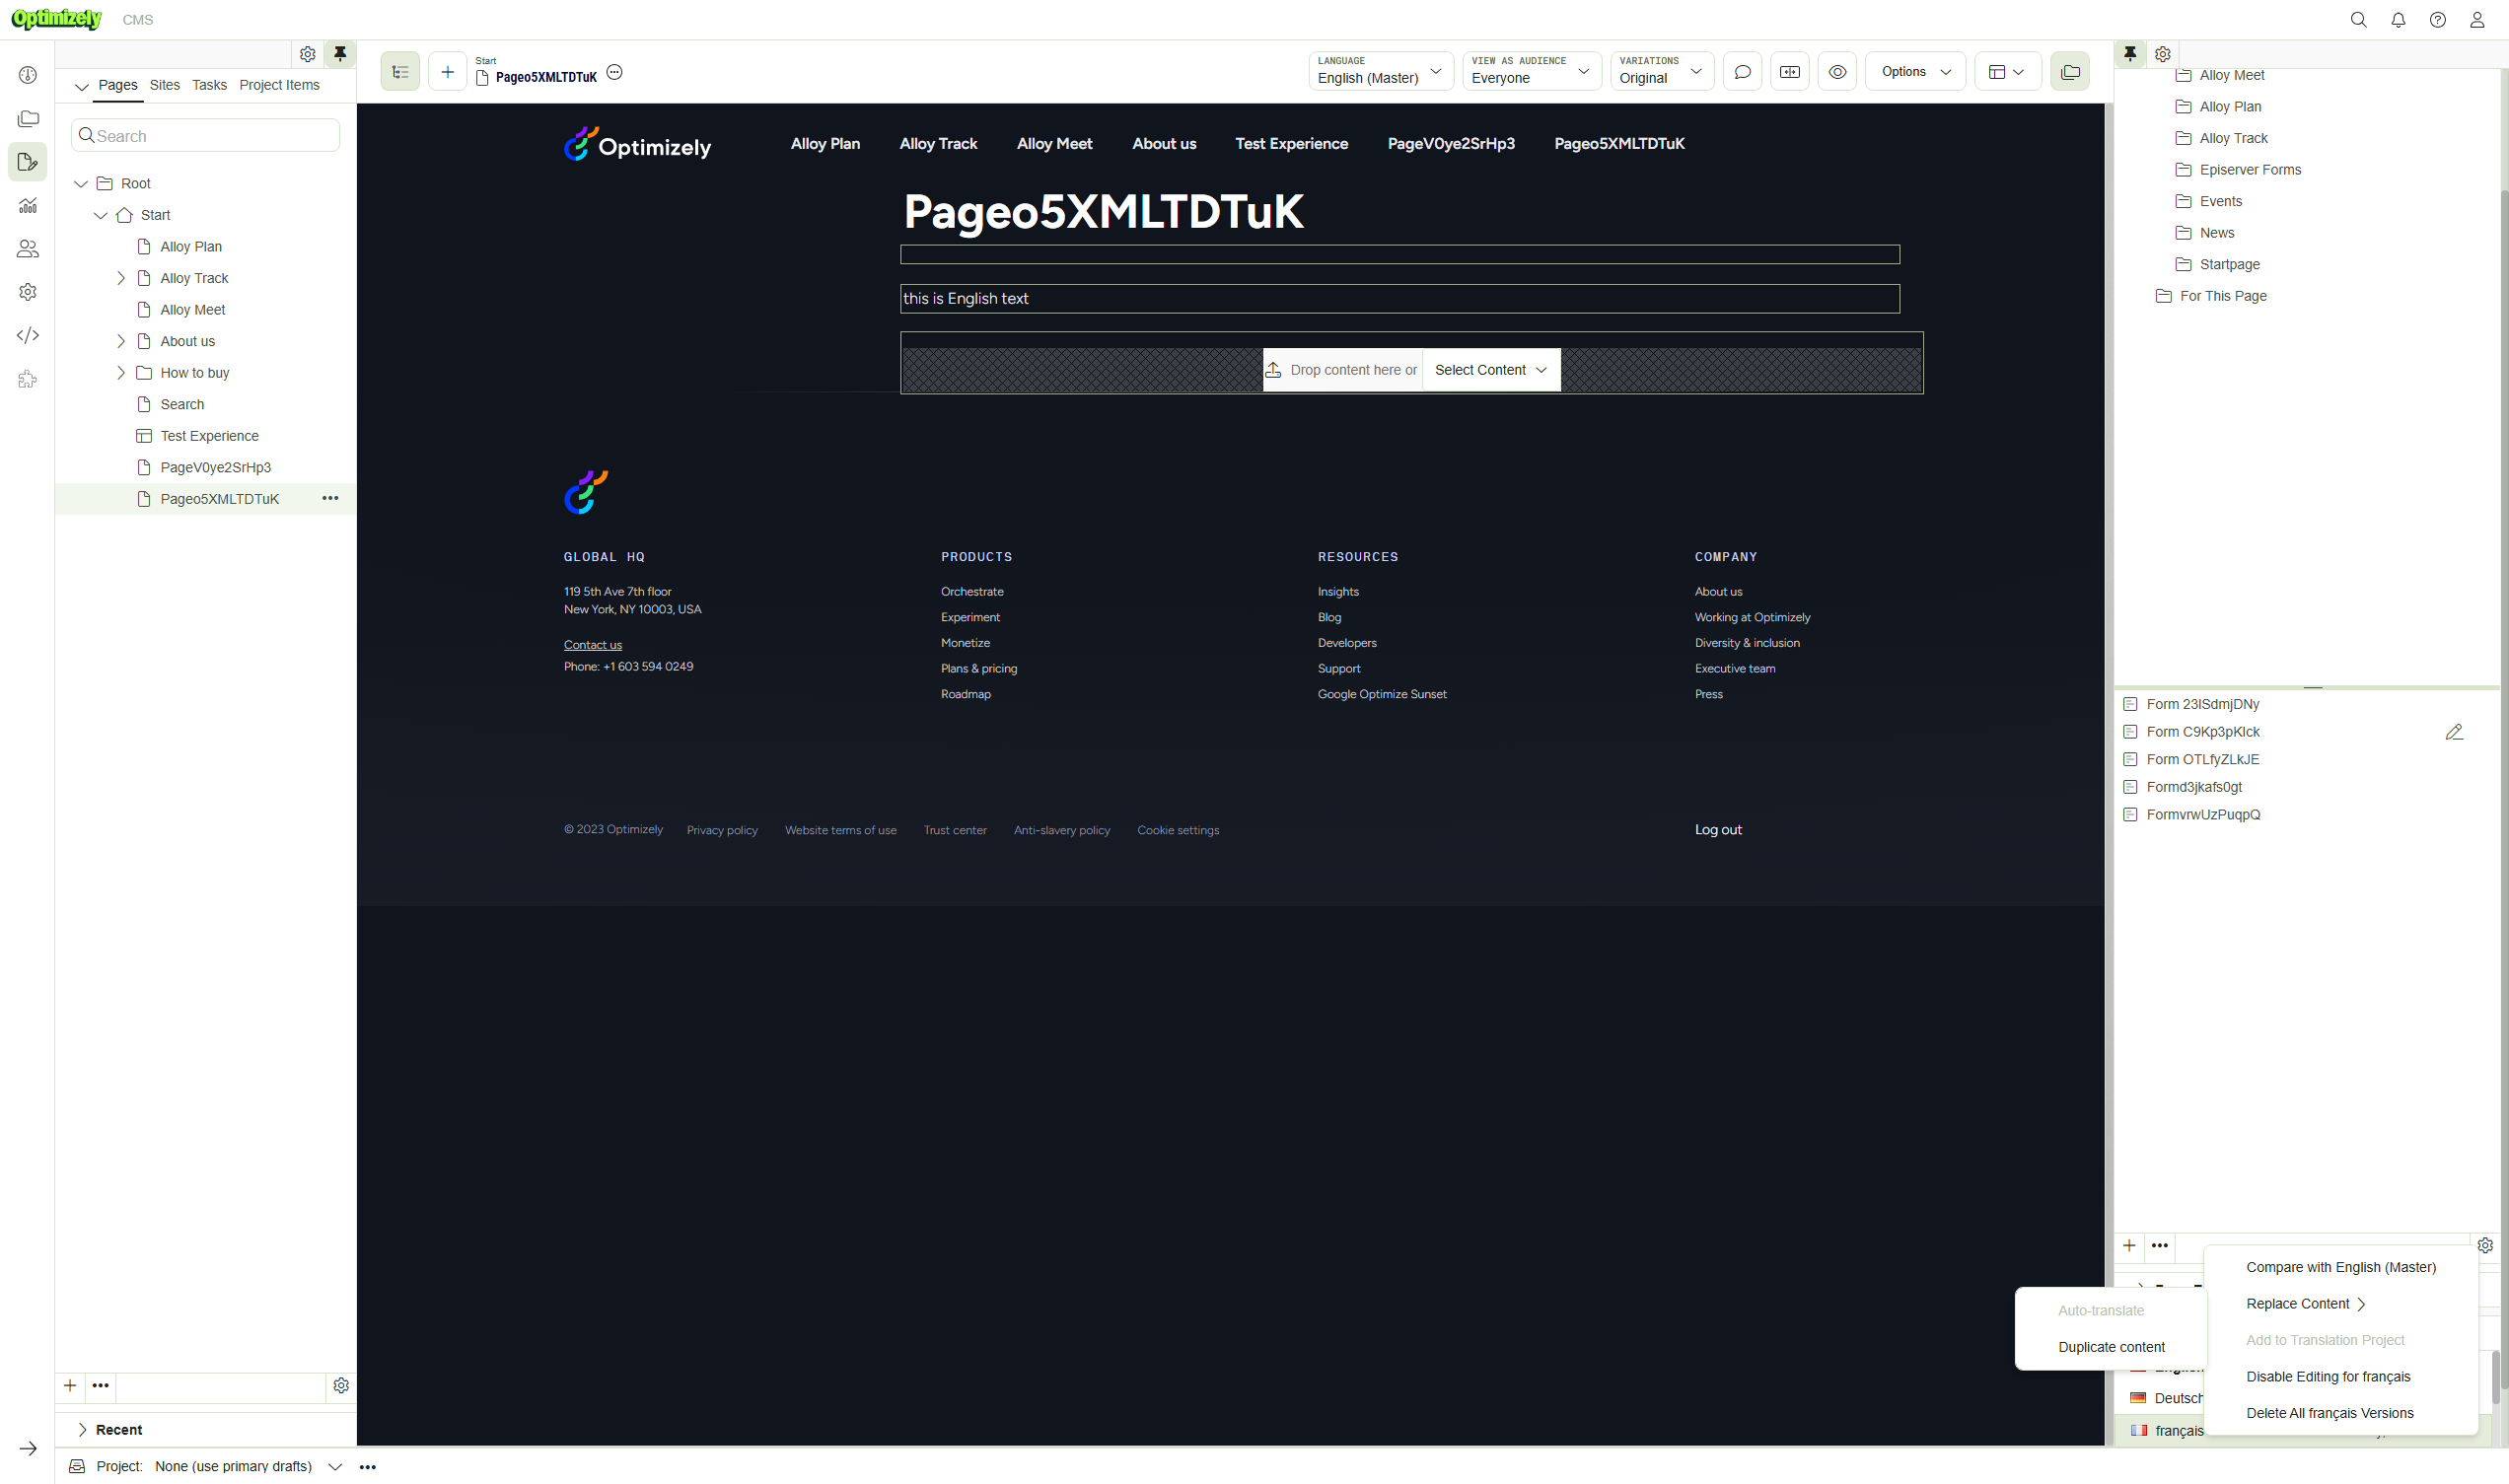 Optimizely CMS
Pages Sites Tasks Project Items
Search
Root
Start
Alloy Plan
Alloy Track
Alloy Meet
About us
How to buy
Search
Test Experience
PageV0ye2SrHp3
Pageo5XMLTDTuK
Recent
Project: None (use primary drafts)
Start
Pageo5XMLTDTuK
LANGUAGE
English (Master)
VIEW AS AUDIENCE
Everyone
VARIATIONS
Original
Options
Optimizely Alloy Plan Alloy Track Alloy Meet About us Test Experience PageV0ye2SrHp3 Pageo5XMLTDTuK
Pageo5XMLTDTuK
this is English text
Drop content here or Select Content
GLOBAL HQ
119 5th Ave 7th floor
New York, NY 10003, USA
Contact us
Phone: +1 603 594 0249
PRODUCTS
Orchestrate
Experiment
Monetize
Plans & pricing
Roadmap
RESOURCES
Insights
Blog
Developers
Support
Google Optimize Sunset
COMPANY
About us
Working at Optimizely
Diversity & inclusion
Executive team
Press
© 2023 Optimizely Privacy policy Website terms of use Trust center Anti-slavery policy Cookie settings Log out
Alloy Meet
Alloy Plan
Alloy Track
Episerver Forms
Events
News
Startpage
For This Page
Form 23ISdmjDNy
Form C9Kp3pKIck
Form OTLfyZLkJE
Formd3jkafs0gt
FormvrwUzPuqpQ
Compare with English (Master)
Replace Content
Add to Translation Project
Disable Editing for français
Delete All français Versions
Auto-translate
Duplicate content
Deutsch
français